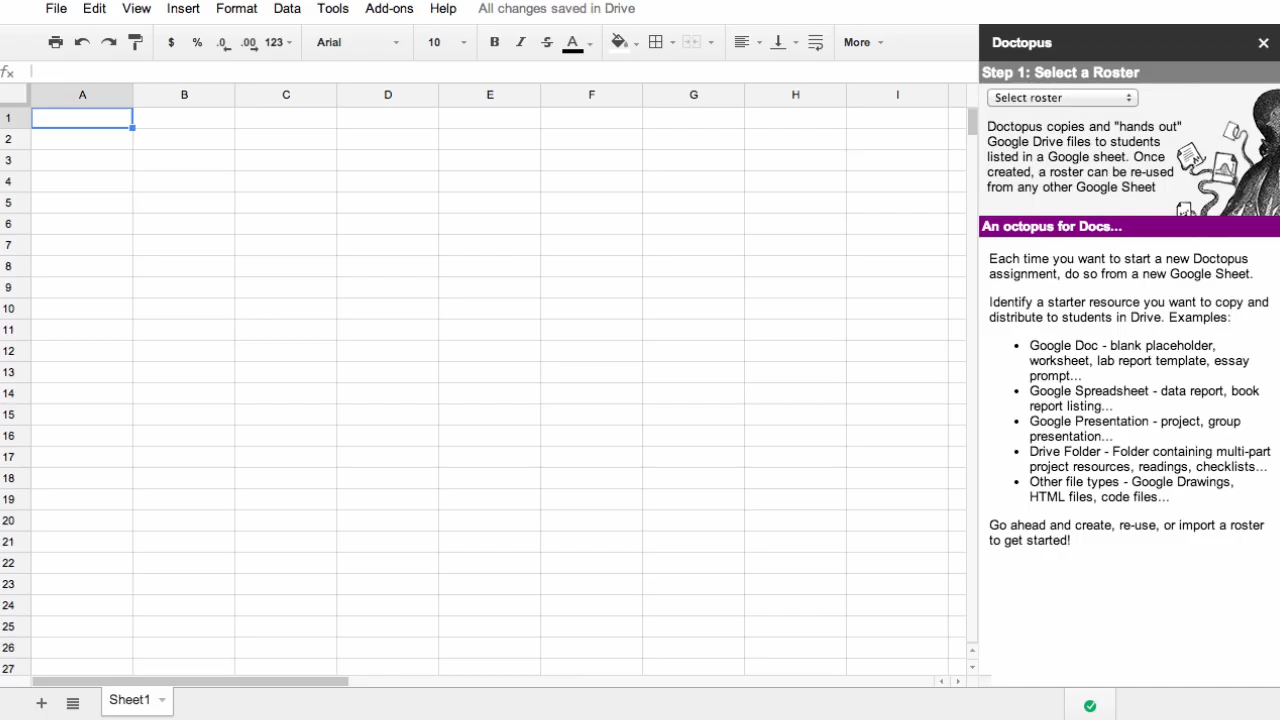 File Edit View Insert Format Data Tools Add-ons Help All changes saved in Drive
$ % .0 .00 123 Arial 10 B I S A More
Doctopus
Step 1: Select a Roster
Select roster
Doctopus copies and "hands out"
Google Drive files to students
listed in a Google sheet. Once
created, a roster can be re-used
from any other Google Sheet
An octopus for Docs...
Each time you want to start a new Doctopus
assignment, do so from a new Google Sheet.
Identify a starter resource you want to copy and
distribute to students in Drive. Examples:
• Google Doc - blank placeholder,
worksheet, lab report template, essay
prompt...
• Google Spreadsheet - data report, book
report listing...
• Google Presentation - project, group
presentation...
• Drive Folder - Folder containing multi-part
project resources, readings, checklists...
• Other file types - Google Drawings,
HTML files, code files...
Go ahead and create, re-use, or import a roster
to get started!
fx
A B C D E F G H I
1
2
3
4
5
6
7
8
9
10
11
12
13
14
15
16
17
18
19
20
21
22
23
24
25
26
27
Sheet1